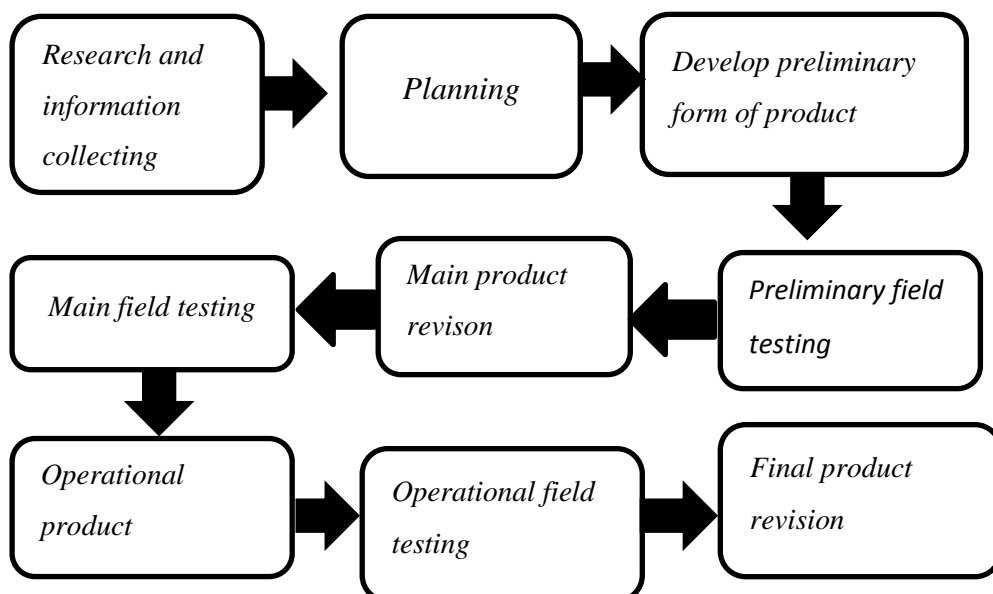 Research and
information
collecting
Planning
Develop preliminary
form of product
Preliminary field
testing
Main product
revison
Main field testing
Operational
product
Operational field
testing
Final product
revision